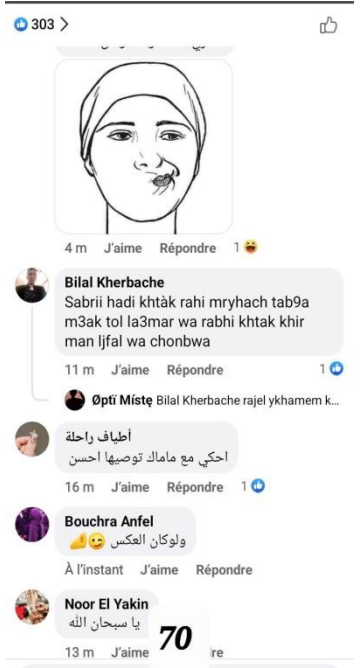 303 >
4 m J'aime Répondre 1
Bilal Kherbache
Sabrii hadi khtàk rahi mryhach tab9a
m3ak tol la3mar wa rabhi khtak khir
man ljfal wa chonbwa
11 m J'aime Répondre 1
Øptï Místę Bilal Kherbache rajel ykhamem k...
أطياف راحلة
احكي مع ماماك توصيها احسن
16 m J'aime Répondre 1
Bouchra Anfel
ولوكان العكس
À l'instant J'aime Répondre
Noor El Yakin
يا سبحان الله
70
13 m J'aime re